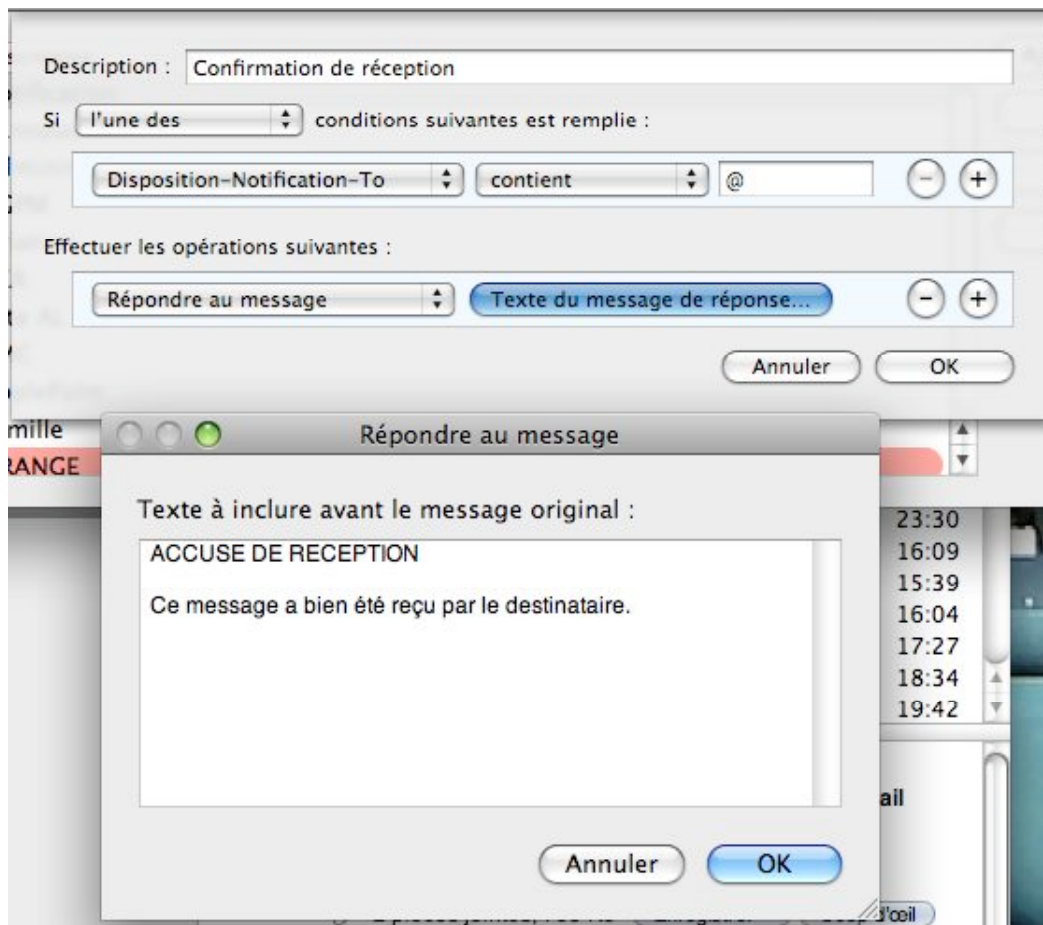 Description : Confirmation de réception
Si l'une des conditions suivantes est remplie :
Disposition-Notification-To contient @ - +
Effectuer les opérations suivantes :
Répondre au message Texte du message de réponse... - +
Annuler OK
mille
RANGE
Répondre au message
Texte à inclure avant le message original :
ACCUSE DE RECEPTION
Ce message a bien été reçu par le destinataire.
Annuler OK
23:30
16:09
15:39
16:04
17:27
18:34
19:42
ail
d'œil